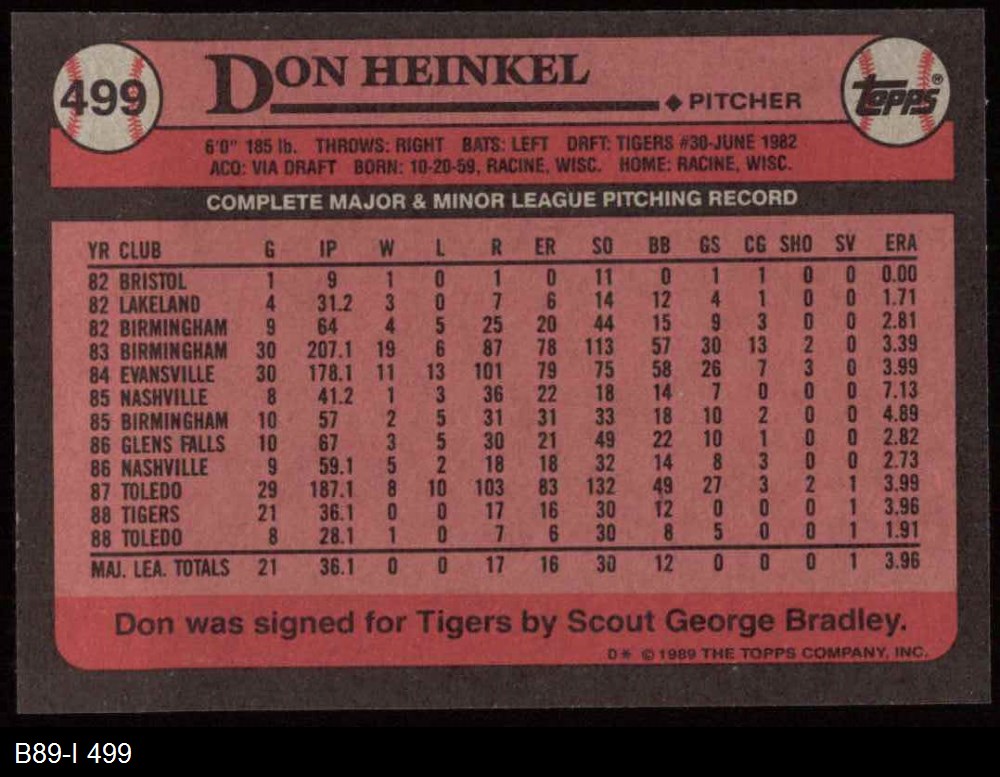 499
DON HEINKEL
PITCHER
TOPPS®
6'0" 185 lb. THROWS: RIGHT BATS: LEFT DRFT: TIGERS #30-JUNE 1982
ACQ: VIA DRAFT BORN: 10-20-59, RACINE, WISC. HOME: RACINE, WISC.
COMPLETE MAJOR & MINOR LEAGUE PITCHING RECORD
YR CLUB G IP W L R ER SO BB GS CG SHO SV ERA
82 BRISTOL 1 9 1 0 1 0 11 0 1 1 0 0 0.00
82 LAKELAND 4 31.2 3 0 7 6 14 12 4 1 0 0 1.71
82 BIRMINGHAM 9 64 4 5 25 20 44 15 9 3 0 0 2.81
83 BIRMINGHAM 30 207.1 19 6 87 78 113 57 30 13 2 0 3.39
84 EVANSVILLE 30 178.1 11 13 101 79 75 58 26 7 3 0 3.99
85 NASHVILLE 8 41.2 1 3 36 22 18 14 7 0 0 0 7.13
85 BIRMINGHAM 10 57 2 5 31 31 33 18 10 2 0 0 4.89
86 GLENS FALLS 10 67 3 5 30 21 49 22 10 1 0 0 2.82
86 NASHVILLE 9 59.1 5 2 18 18 32 14 8 3 0 0 2.73
87 TOLEDO 29 187.1 8 10 103 83 132 49 27 3 2 1 3.99
88 TIGERS 21 36.1 0 0 17 16 30 12 0 0 0 1 3.96
88 TOLEDO 8 28.1 1 0 7 6 30 8 5 0 0 1 1.91
MAJ. LEA. TOTALS 21 36.1 0 0 17 16 30 12 0 0 0 1 3.96
Don was signed for Tigers by Scout George Bradley.
D* © 1989 THE TOPPS COMPANY, INC.
B89-I 499